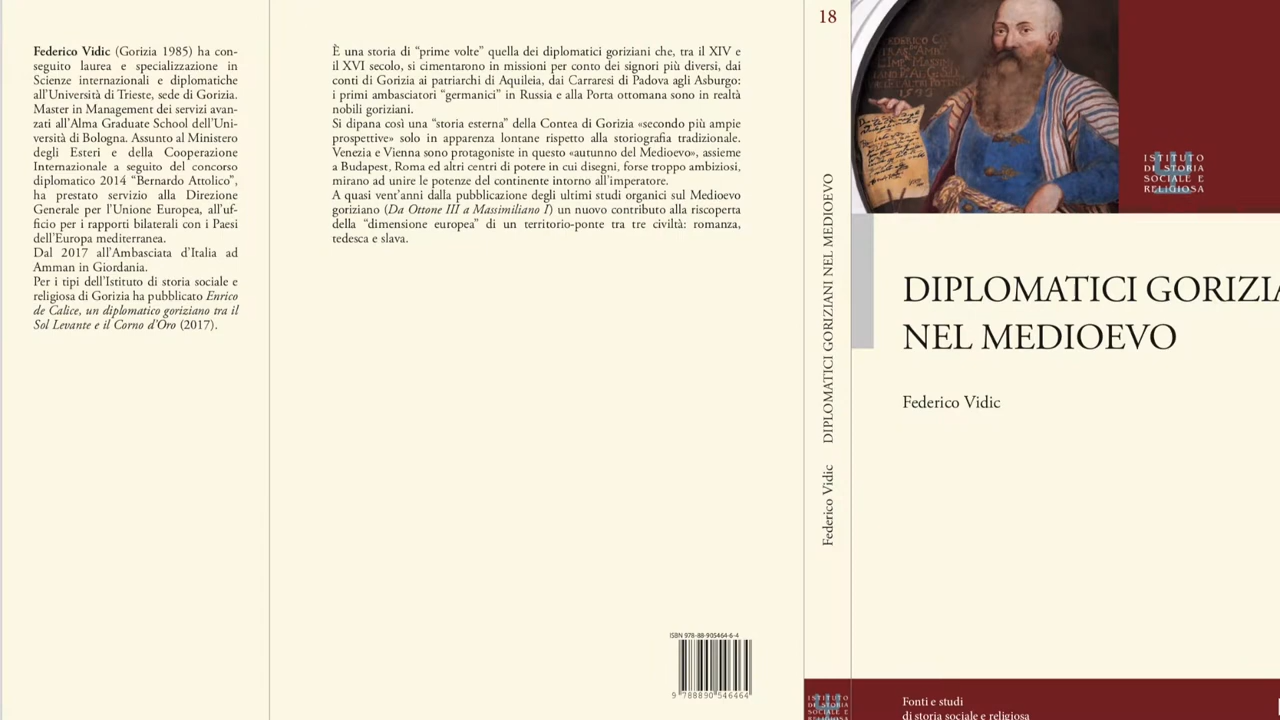 Federico Vidic (Gorizia 1985) ha con-
seguito laurea e specializzazione in
Scienze internazionali e diplomatiche
all'Università di Trieste, sede di Gorizia.
Master in Management dei servizi avan-
zati all'Alma Graduate School dell'Uni-
versità di Bologna. Assunto al Ministero
degli Esteri e della Cooperazione
Internazionale a seguito del concorso
diplomatico 2014 “Bernardo Attolico”,
ha prestato servizio alla Direzione
Generale per l'Unione Europea, all'uf-
ficio per i rapporti bilaterali con i Paesi
dell'Europa mediterranea.
Dal 2017 all'Ambasciata d'Italia ad
Amman in Giordania.
Per i tipi dell'Istituto di storia sociale e
religiosa di Gorizia ha pubblicato Enrico
de Calice, un diplomatico goriziano tra il
Sol Levante e il Corno d'Oro (2017).
È una storia di “prime volte” quella dei diplomatici goriziani che, tra il XIV e
il XVI secolo, si cimentarono in missioni per conto dei signori più diversi, dai
conti di Gorizia ai patriarchi di Aquileia, dai Carraresi di Padova agli Asburgo:
i primi ambasciatori “germanici” in Russia e alla Porta ottomana sono in realtà
nobili goriziani.
Si dipana così una “storia esterna” della Contea di Gorizia «secondo più ampie
prospettive» solo in apparenza lontane rispetto alla storiografia tradizionale.
Venezia e Vienna sono protagoniste in questo «autunno del Medioevo», assieme
a Budapest, Roma ed altri centri di potere in cui disegni, forse troppo ambiziosi,
mirano ad unire le potenze del continente intorno all'imperatore.
A quasi vent'anni dalla pubblicazione degli ultimi studi organici sul Medioevo
goriziano (Da Ottone III a Massimiliano I) un nuovo contributo alla riscoperta
della “dimensione europea” di un territorio-ponte tra tre civiltà: romanza,
tedesca e slava.
ISBN 978-88-905464-6-4
9 788890 546464
18
Federico Vidic DIPLOMATICI GORIZIANI NEL MEDIOEVO
ISTITUTO
DI STORIA
SOCIALE E
RELIGIOSA
ISTITUTO
DI STORIA
SOCIALE E
RELIGIOSA
DIPLOMATICI GORIZIA
NEL MEDIOEVO
Federico Vidic
Fonti e studi
di storia sociale e religiosa